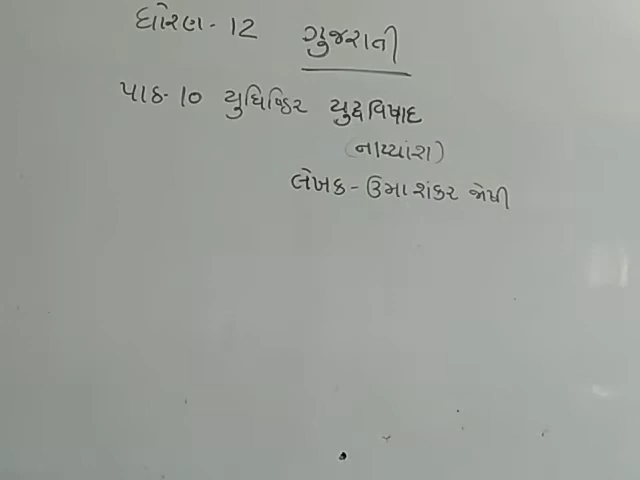 ધોરણ - 12 ગુજરાતી
પાઠ - 10 યુધિષ્ઠિર યુદ્ધવિષાદ
(નાટ્યાંશ)
લેખક - ઉમાશંકર જોષી